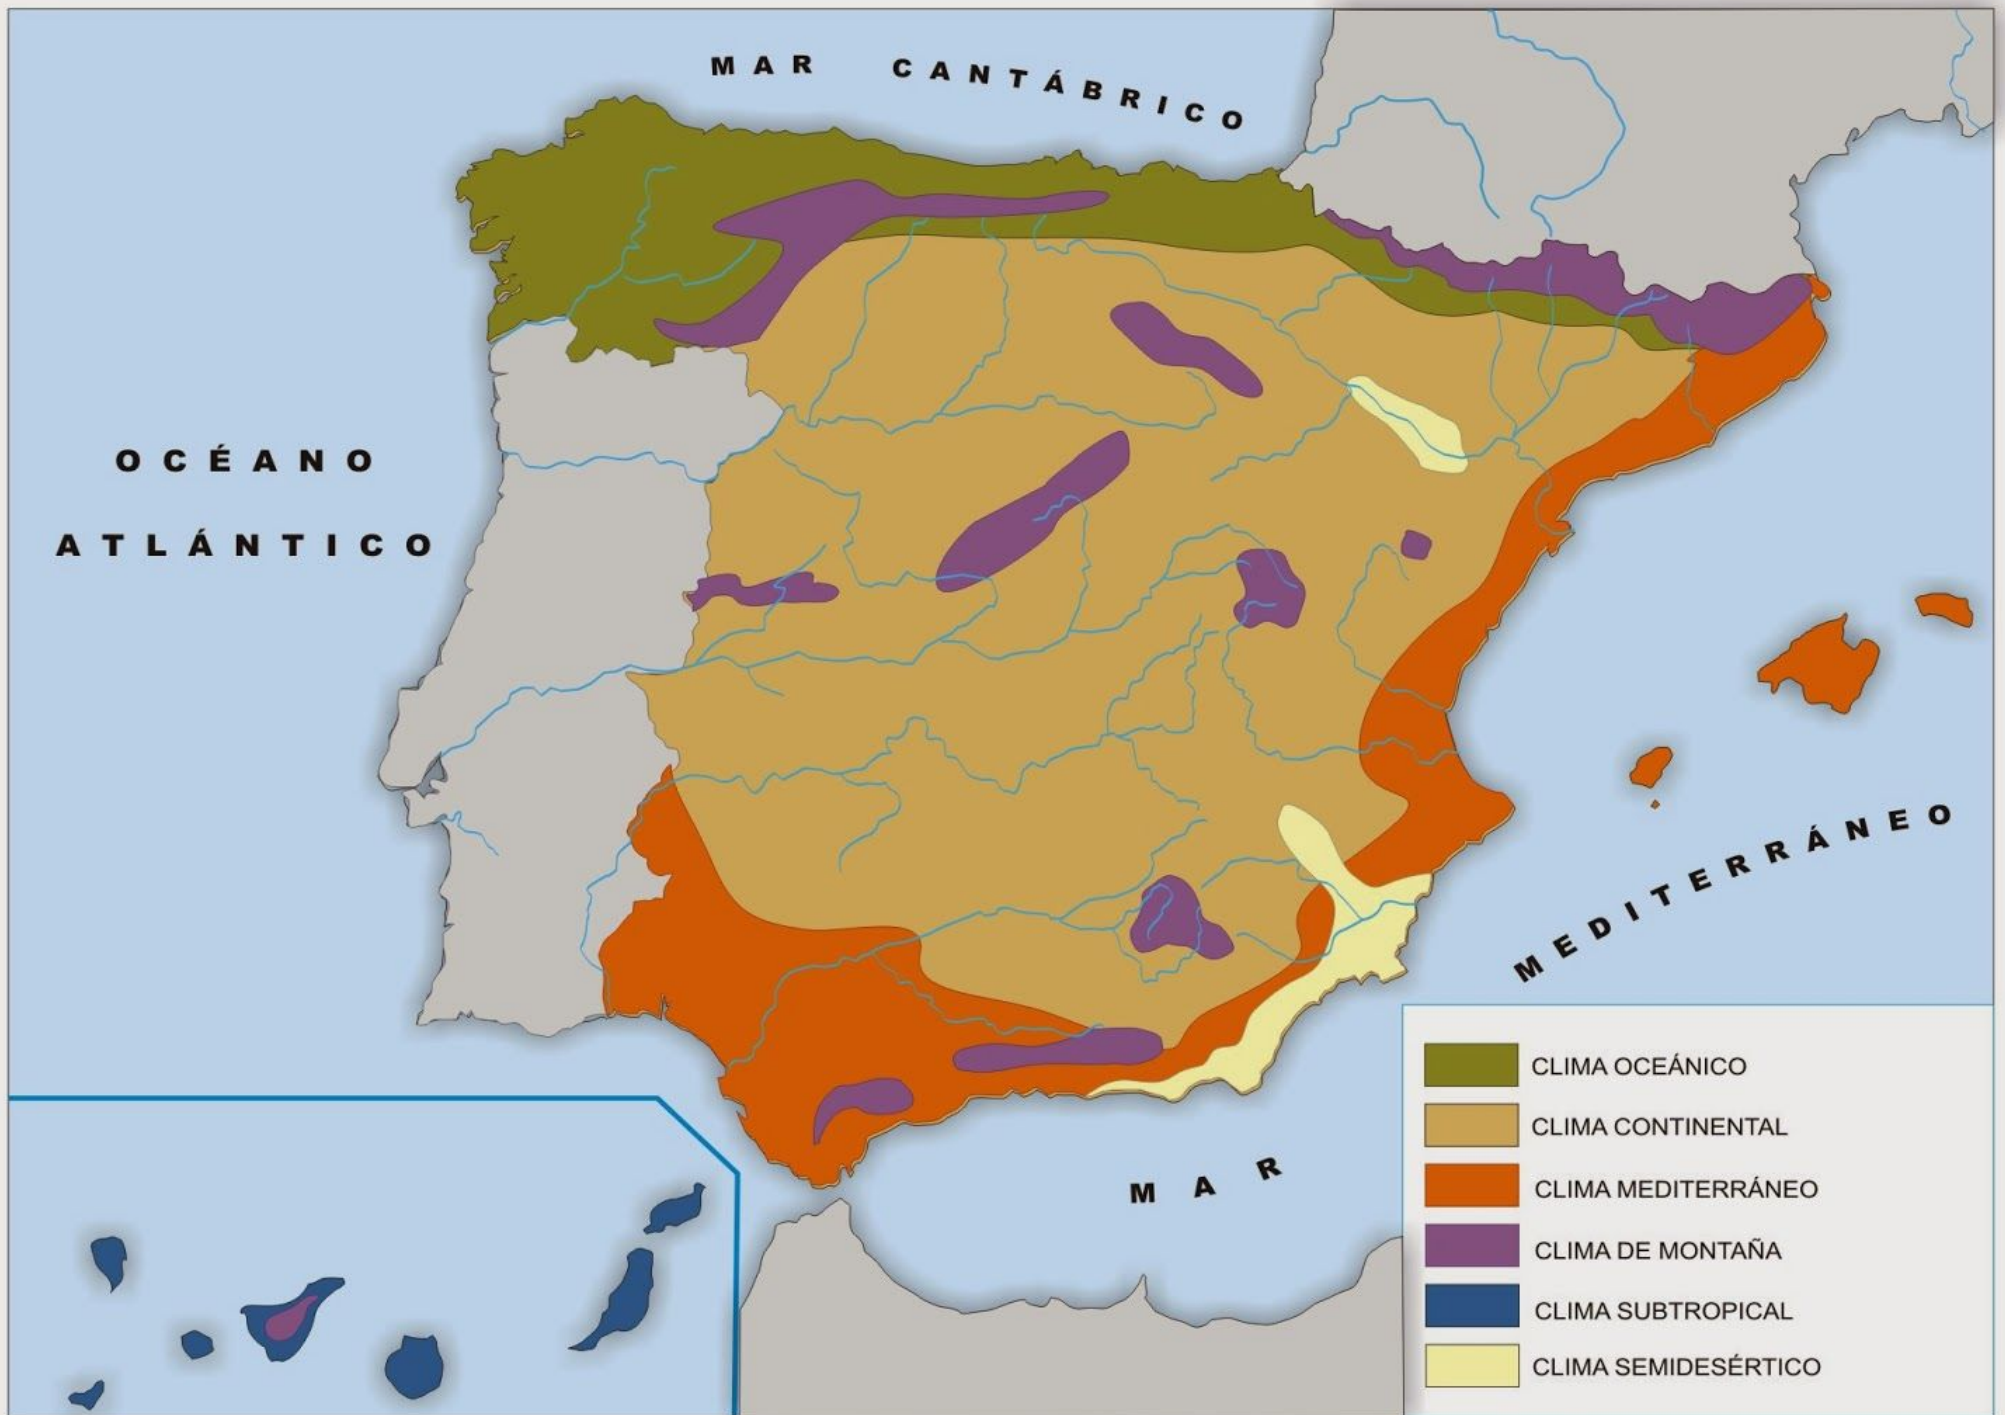 MAR CANTÁBRICO
OCÉANO
ATLÁNTICO
MAR MEDITERRÁNEO
CLIMA OCEÁNICO
CLIMA CONTINENTAL
CLIMA MEDITERRÁNEO
CLIMA DE MONTAÑA
CLIMA SUBTROPICAL
CLIMA SEMIDESÉRTICO